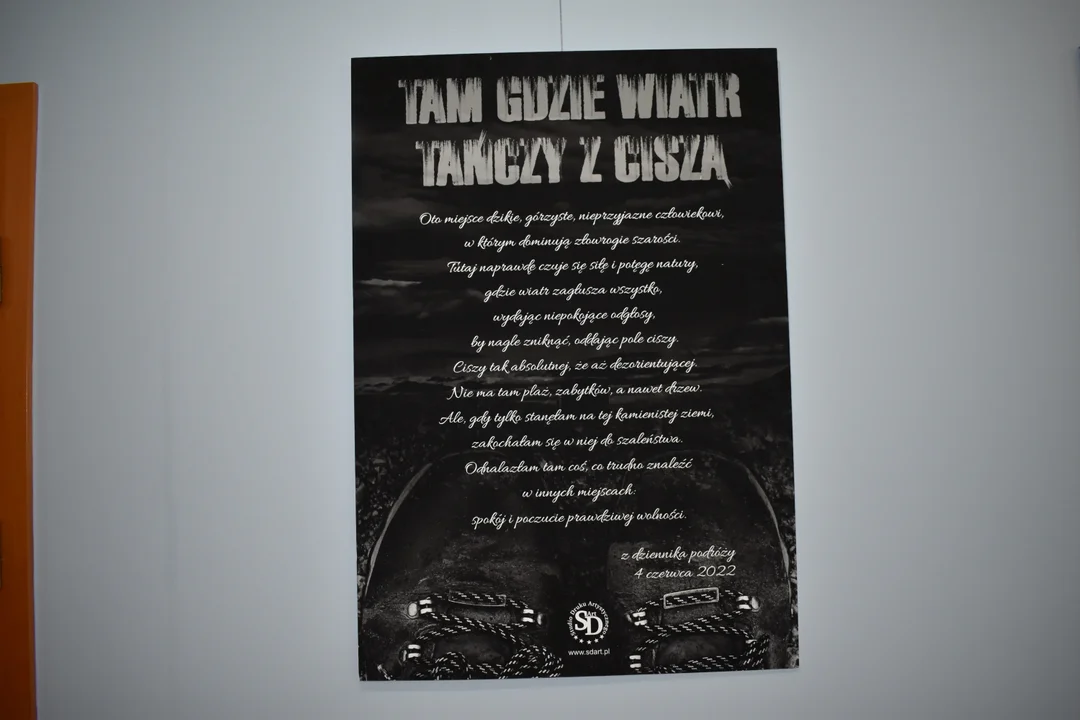 TAM GDZIE WIATR
TAŃCZY Z CISZĄ
Oto miejsce dzikie, górzyste, nieprzyjazne człowiekowi,
w którym dominują złowrogie szarości.
Tutaj naprawdę czuje się siłę i potęgę natury,
gdzie wiatr zagłusza wszystko,
wydając niepokojące odgłosy,
by nagle zniknąć, oddając pole ciszy.
Ciszy tak absolutnej, że aż dezorientującej.
Nie ma tam plaż, zabytków, a nawet drzew.
Ale, gdy tylko stanęłam na tej kamienistej ziemi,
zakochałam się w niej do szaleństwa.
Odnalazłam tam coś, co trudno znaleźć
w innych miejscach:
spokój i poczucie prawdziwej wolności.
z dziennika podróży
4 czerwca 2022
Studio Druku Artystycznego
SD Art
www.sdart.pl